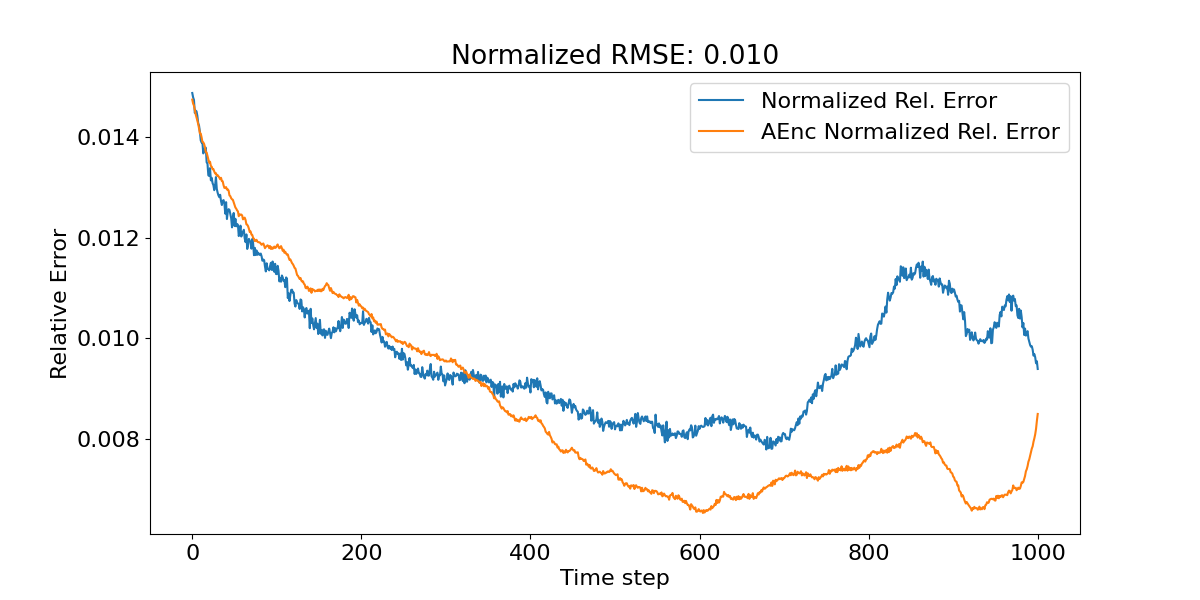 Normalized RMSE: 0.010
Normalized Rel. Error
AEnc Normalized Rel. Error
Relative Error
0.014
0.012
0.010
0.008
0
200
400
600
800
1000
Time step